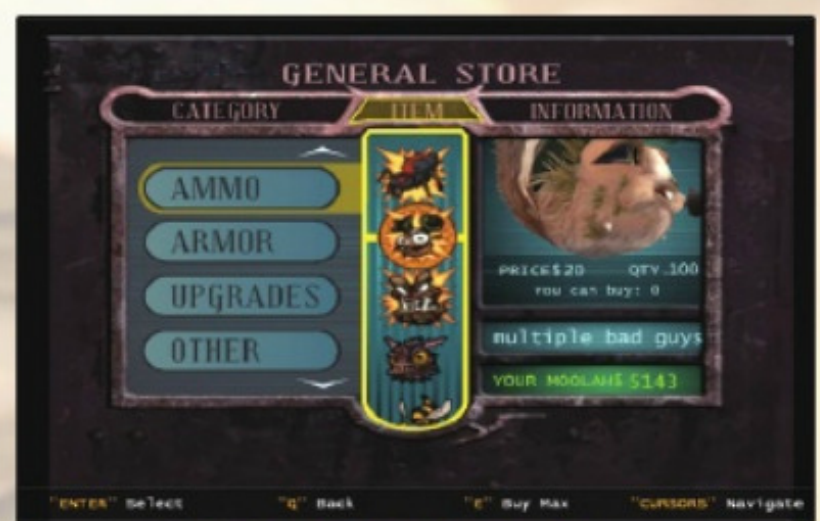 GENERAL STORE
CATEGORY ITEM INFORMATION
AMMO
ARMOR
UPGRADES
OTHER
PRICE$20 QTY.100
You can buy: 0
multiple bad guys
YOUR MOOLAH$ 5143
"ENTER" Select "Q" Back "E" Buy Max "CURSORS" Navigate